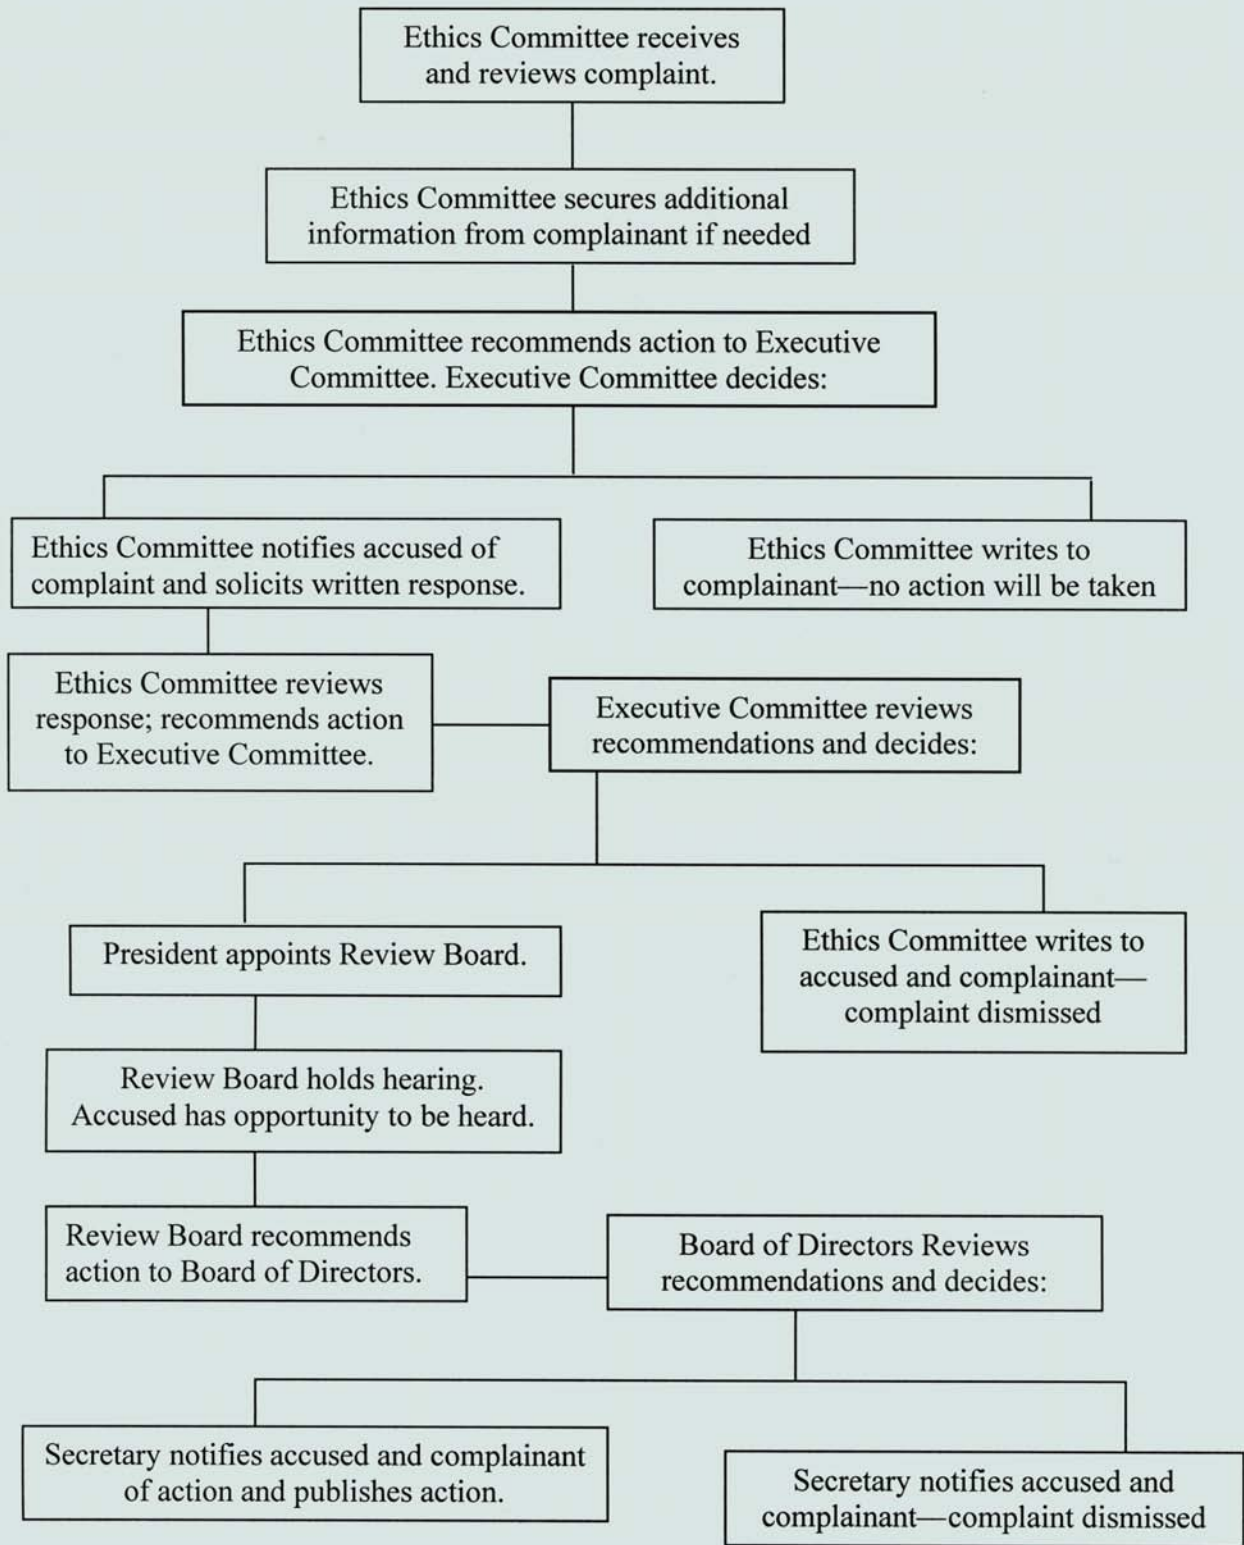 Ethics Committee receives
and reviews complaint.
Ethics Committee secures additional
information from complainant if needed
Ethics Committee recommends action to Executive
Committee. Executive Committee decides:
Ethics Committee notifies accused of
complaint and solicits written response.
Ethics Committee writes to
complainant—no action will be taken
Ethics Committee reviews
response; recommends action
to Executive Committee.
Executive Committee reviews
recommendations and decides:
President appoints Review Board.
Ethics Committee writes to
accused and complainant—
complaint dismissed
Review Board holds hearing.
Accused has opportunity to be heard.
Review Board recommends
action to Board of Directors.
Board of Directors Reviews
recommendations and decides:
Secretary notifies accused and complainant
of action and publishes action.
Secretary notifies accused and
complainant—complaint dismissed